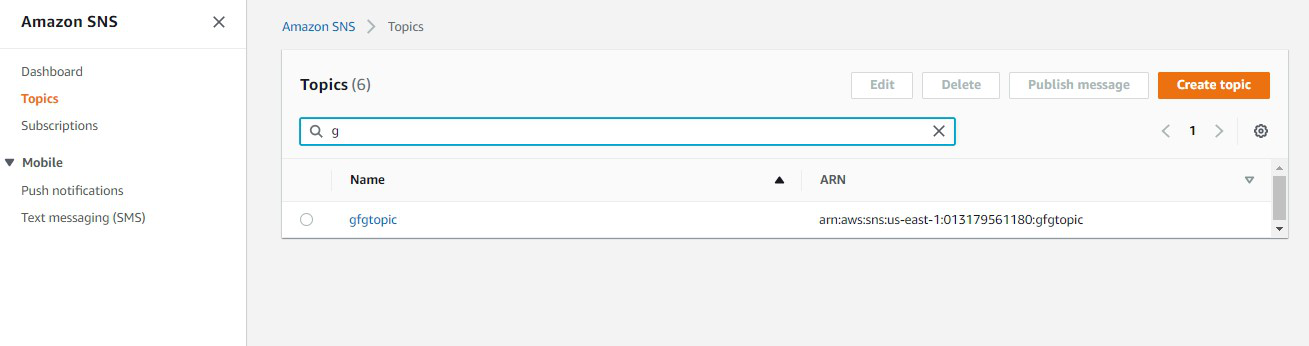 Amazon SNS
Dashboard
Topics
Subscriptions
Mobile
Push notifications
Text messaging (SMS)
Amazon SNS > Topics
Topics (6)
Edit Delete Publish message Create topic
g
1
Name ARN
gfgtopic arn:aws:sns:us-east-1:013179561180:gfgtopic